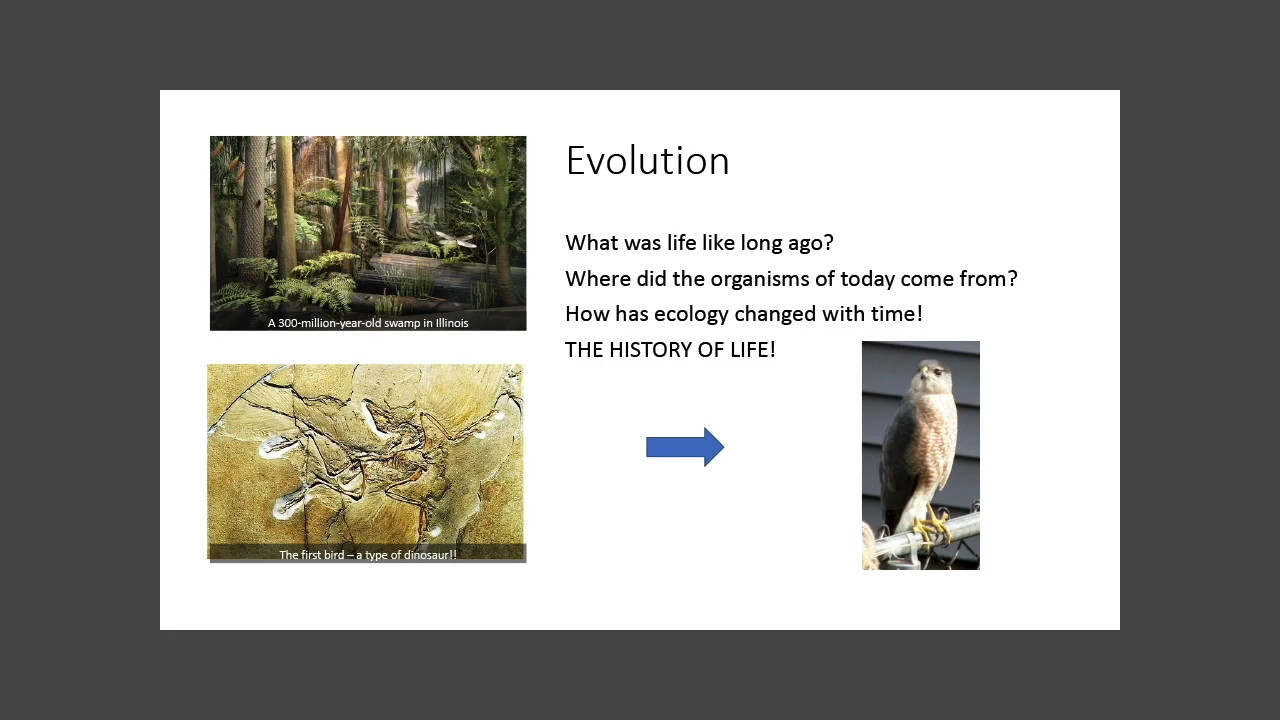 A 300-million-year-old swamp in Illinois
The first bird – a type of dinosaur!!
Evolution
What was life like long ago?
Where did the organisms of today come from?
How has ecology changed with time!
THE HISTORY OF LIFE!